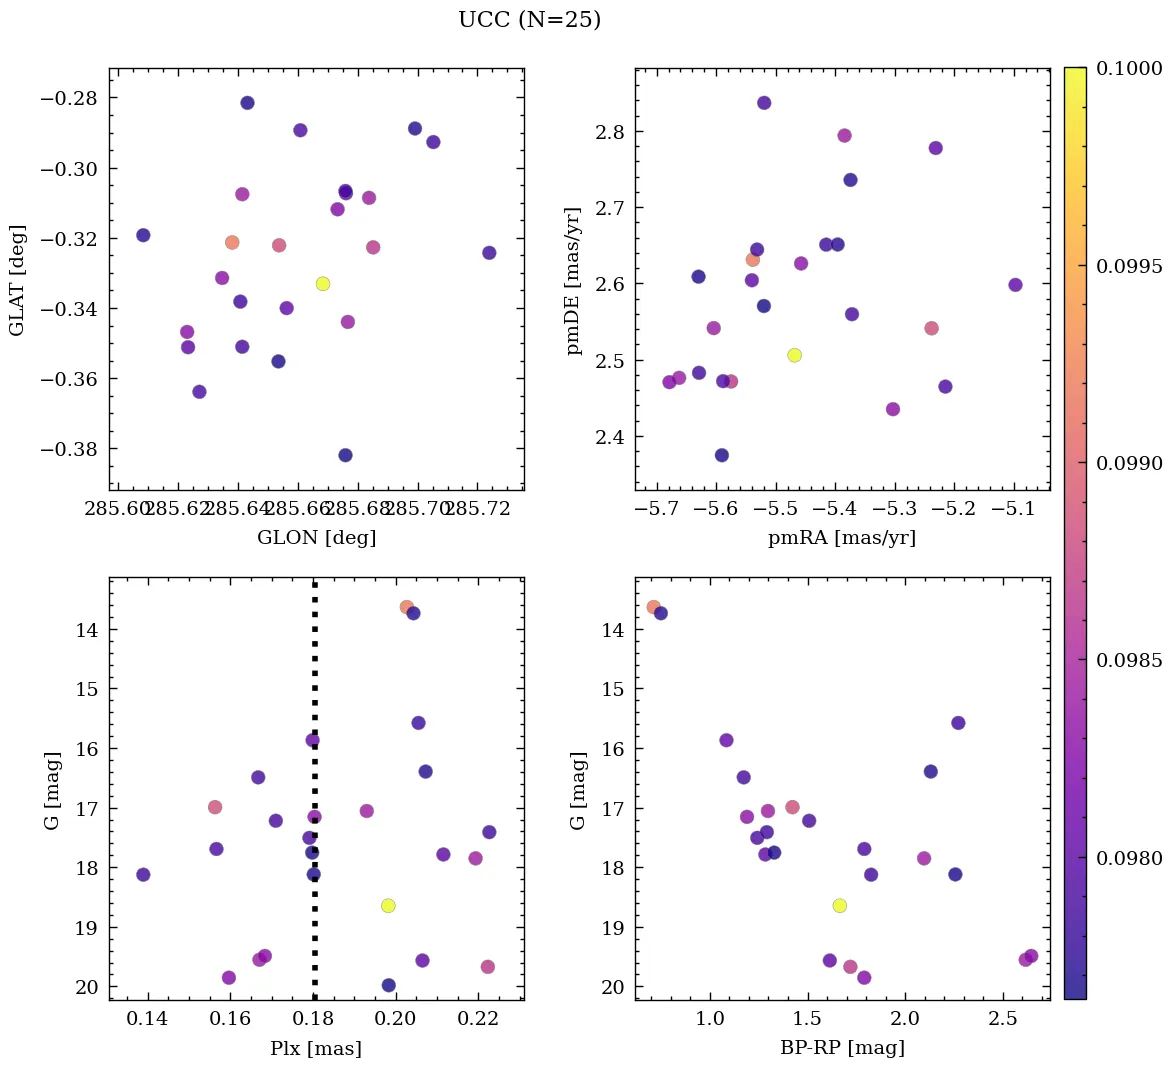 UCC (N=25)
−0.28
−0.30
−0.32
−0.34
−0.36
−0.38
GLAT [deg]
285.60 285.62 285.64 285.66 285.68 285.70 285.72
GLON [deg]
2.8
2.7
2.6
2.5
2.4
pmDE [mas/yr]
−5.7 −5.6 −5.5 −5.4 −5.3 −5.2 −5.1
pmRA [mas/yr]
0.1000
0.0995
0.0990
0.0985
0.0980
14
15
16
17
18
19
20
G [mag]
0.14 0.16 0.18 0.20 0.22
Plx [mas]
14
15
16
17
18
19
20
G [mag]
1.0 1.5 2.0 2.5
BP-RP [mag]